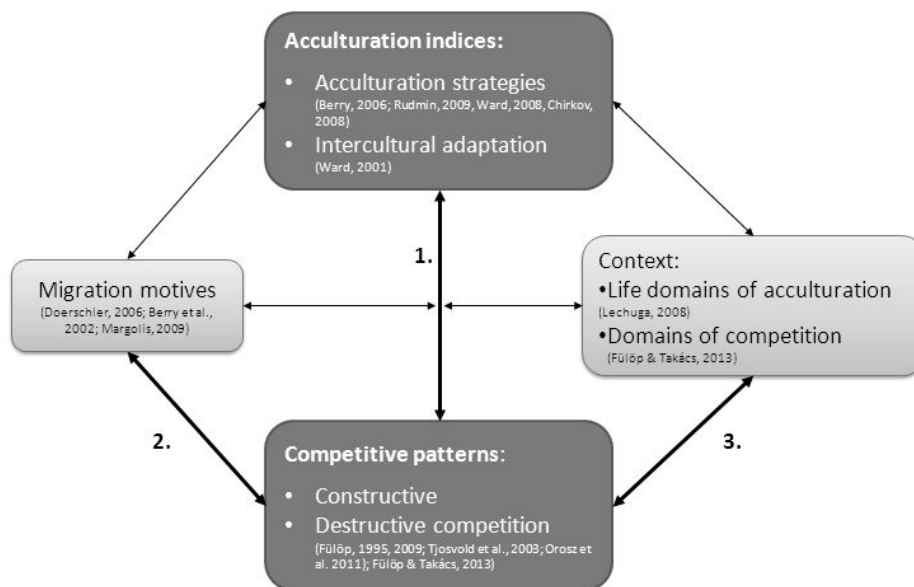 Acculturation indices:
• Acculturation strategies
(Berry, 2006; Rudmin, 2009, Ward, 2008, Chirkov,
2008)
• Intercultural adaptation
(Ward, 2001)
1.
Migration motives
(Doerschler, 2006; Berry et al.,
2002; Margolis, 2009)
Context:
•Life domains of acculturation
(Lechuga, 2008)
•Domains of competition
(Fülöp & Takács, 2013)
2.
3.
Competitive patterns:
• Constructive
• Destructive competition
(Fülöp, 1995, 2009; Tjosvold et al., 2003; Orosz et
al. 2011); Fülöp & Takács, 2013)